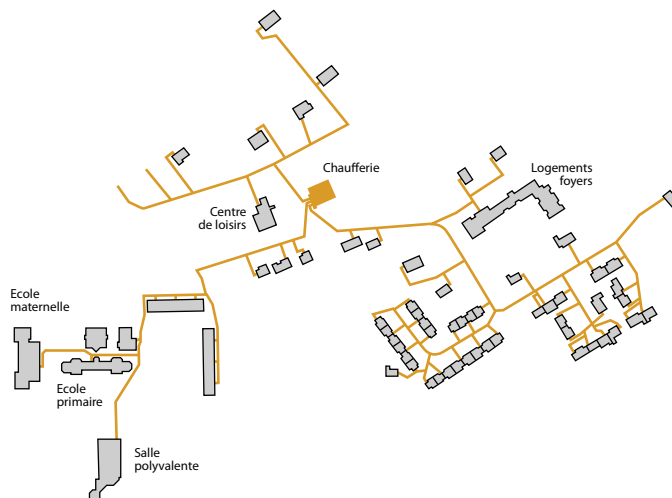 Chaufferie
Logements
foyers
Centre
de loisirs
Ecole
maternelle
Ecole
primaire
Salle
polyvalente